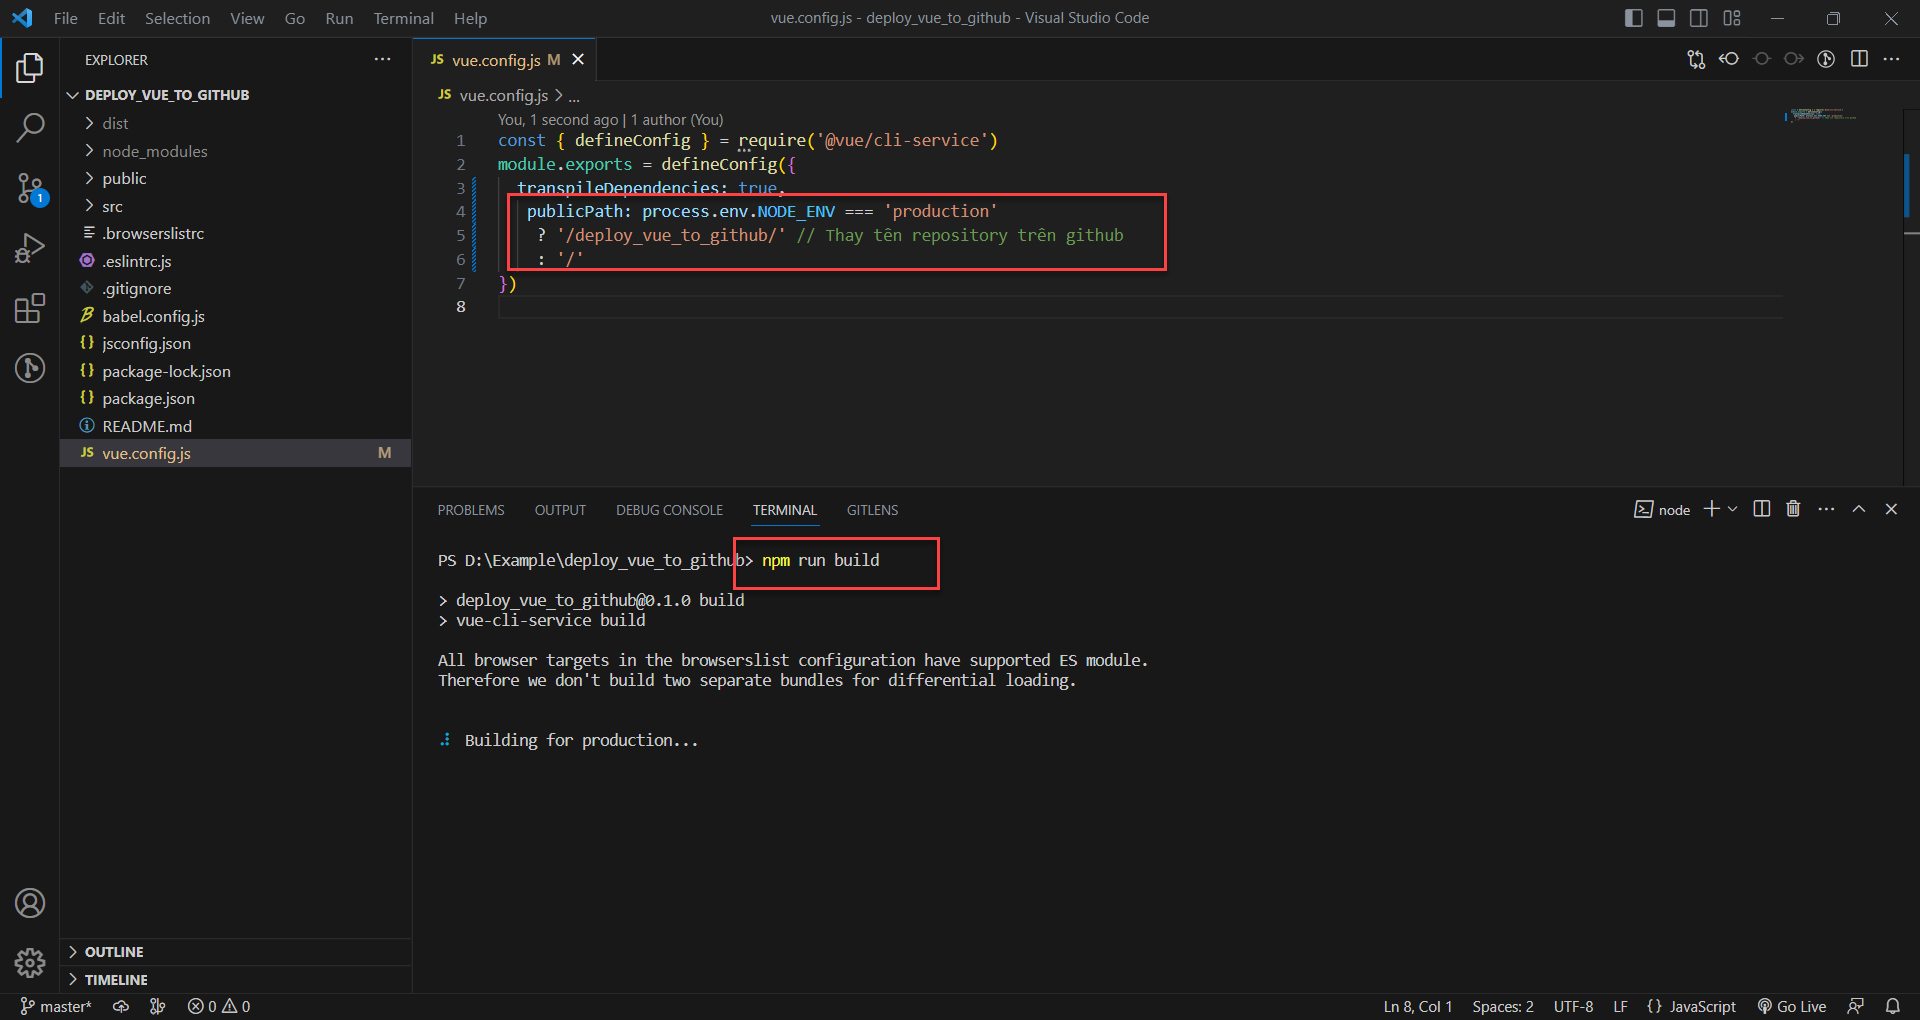 File Edit Selection View Go Run Terminal Help
vue.config.js - deploy_vue_to_github - Visual Studio Code
EXPLORER
DEPLOY_VUE_TO_GITHUB
dist
node_modules
public
src
.browserslistrc
.eslintrc.js
.gitignore
babel.config.js
jsconfig.json
package-lock.json
package.json
README.md
JS vue.config.js M
OUTLINE
TIMELINE
1
JS vue.config.js M
JS vue.config.js > ...
You, 1 second ago | 1 author (You)
1 const { defineConfig } = require('@vue/cli-service')
2 module.exports = defineConfig({
3 transpileDependencies: true,
4 publicPath: process.env.NODE_ENV === 'production'
5 ? '/deploy_vue_to_github/' // Thay tên repository trên github
6 : '/'
7 })
8
PROBLEMS OUTPUT DEBUG CONSOLE TERMINAL GITLENS
node
PS D:\Example\deploy_vue_to_github> npm run build
> deploy_vue_to_github@0.1.0 build
> vue-cli-service build
All browser targets in the browserslist configuration have supported ES module.
Therefore we don't build two separate bundles for differential loading.
Building for production...
master* 0 0
Ln 8, Col 1 Spaces: 2 UTF-8 LF {} JavaScript Go Live